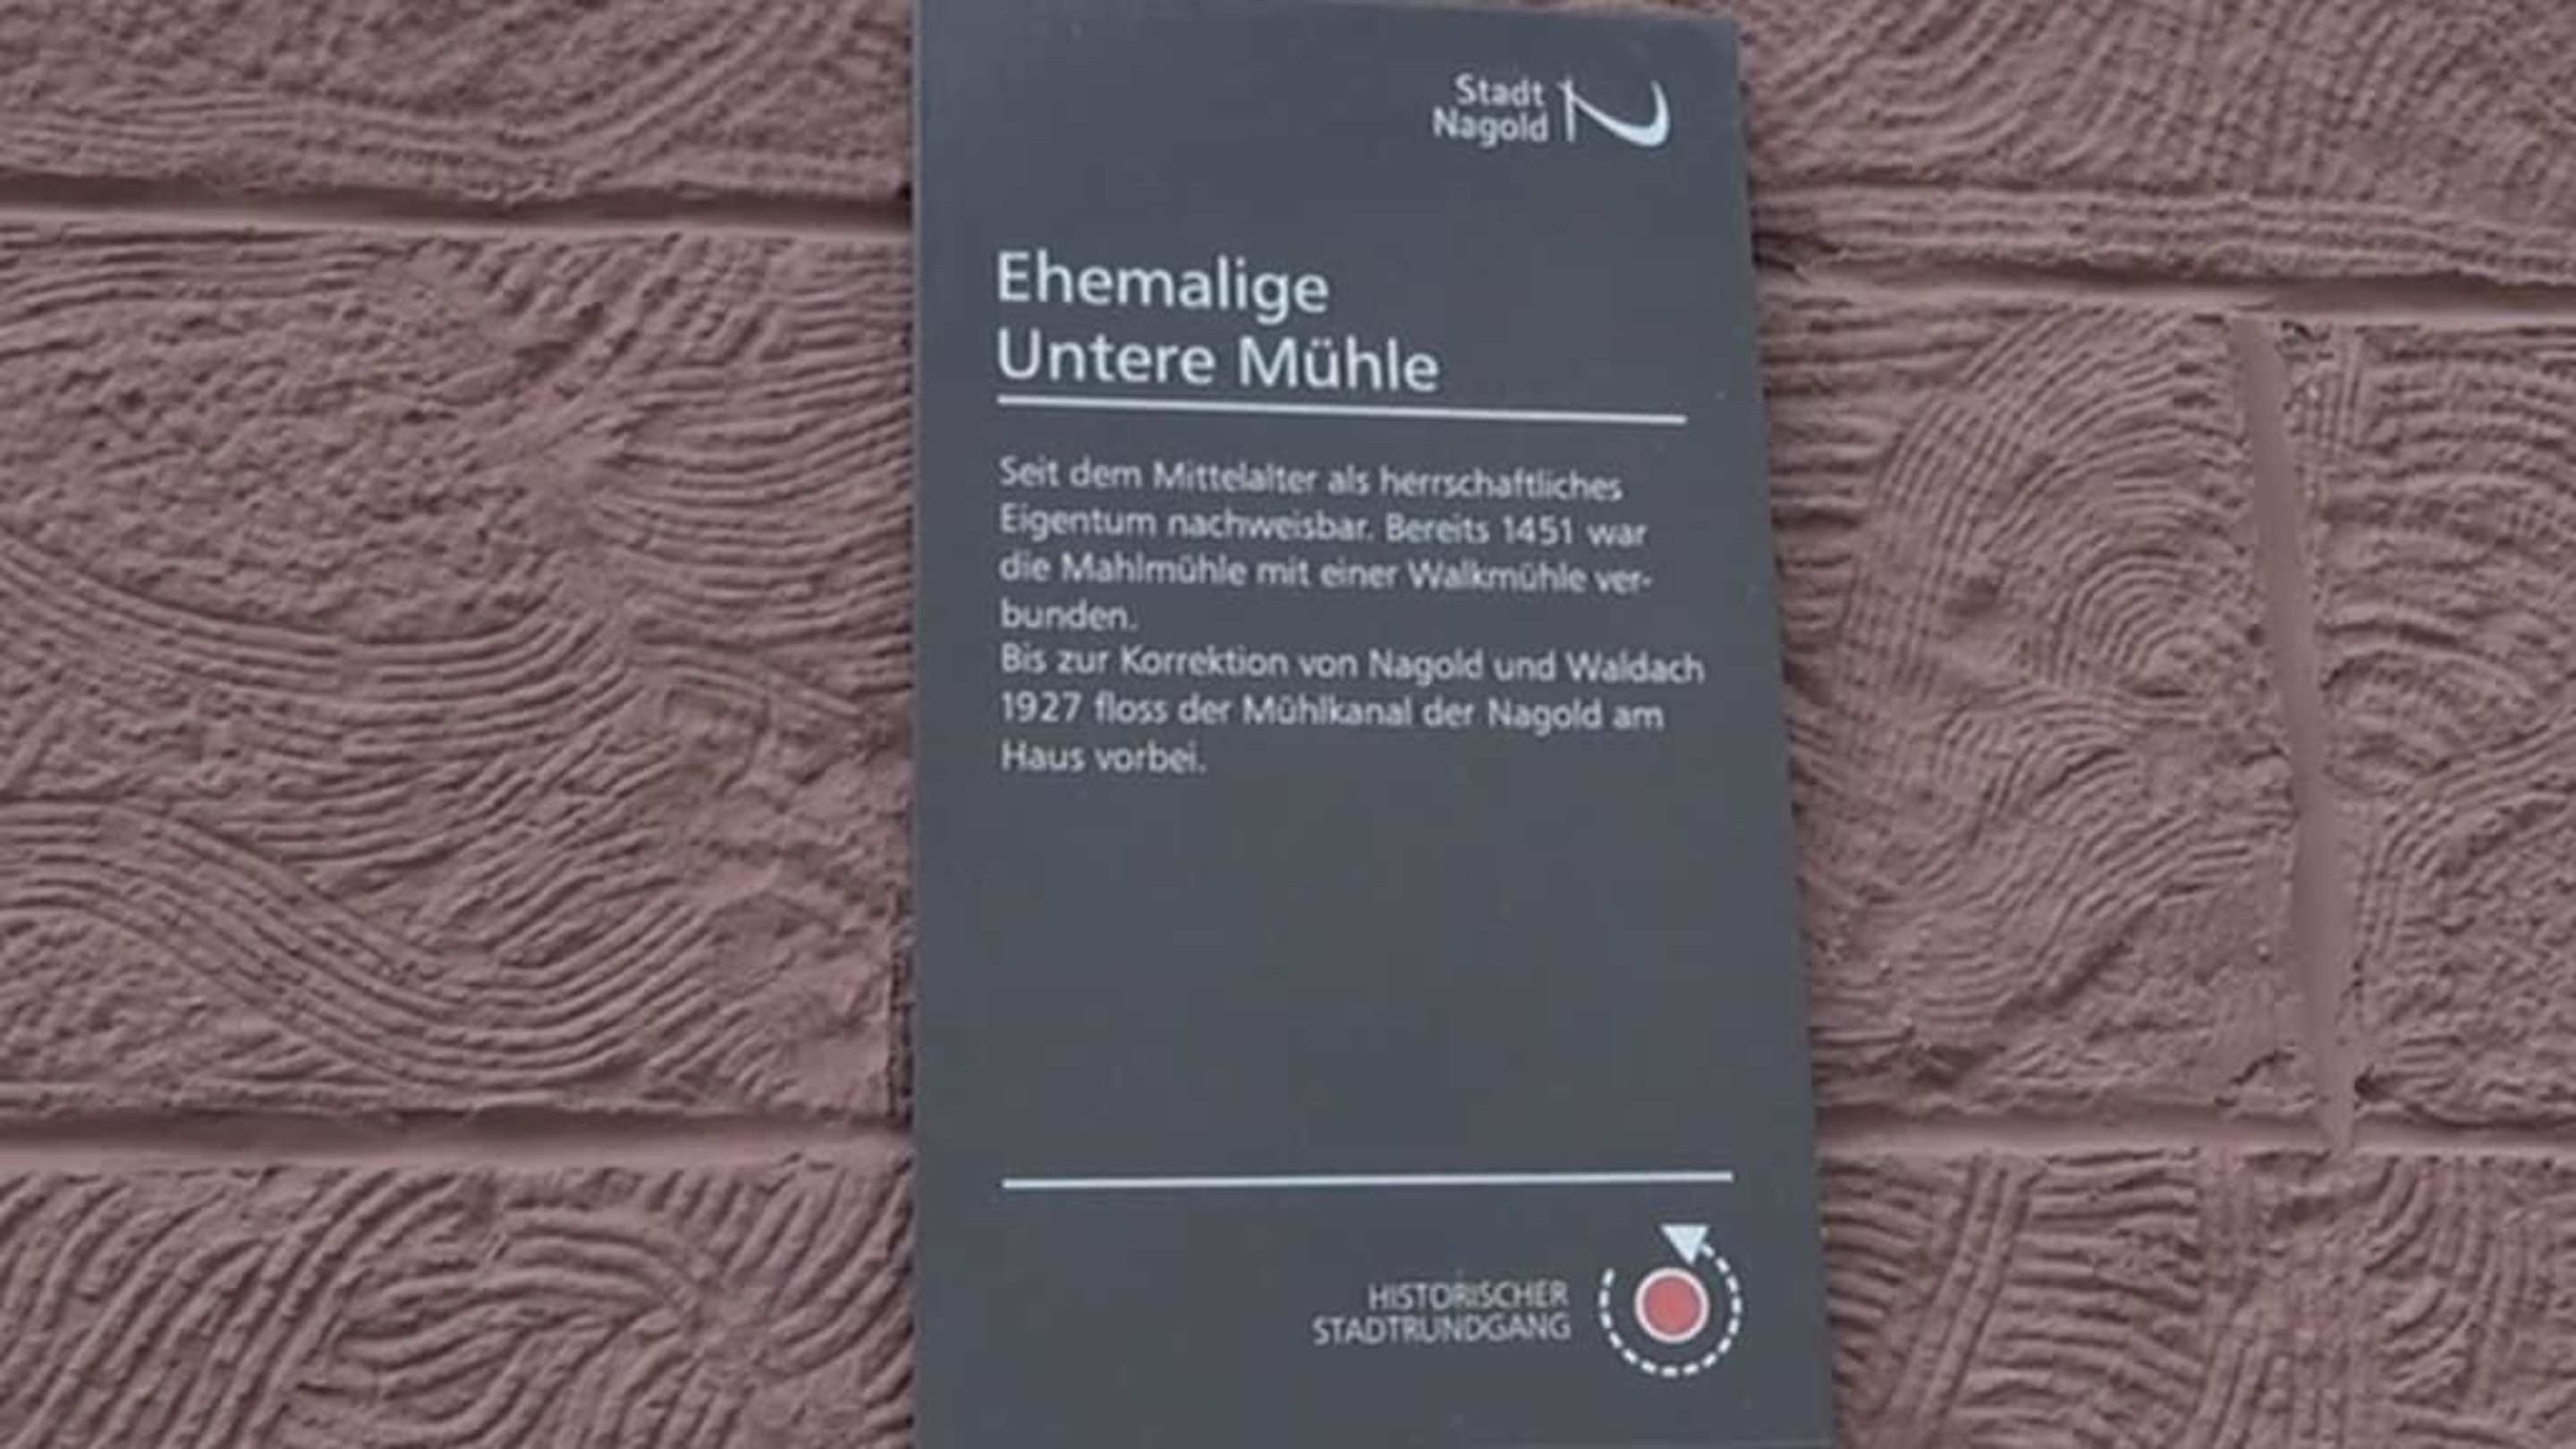 Stadt
Nagold
Ehemalige
Untere Mühle
Seit dem Mittelalter als herrschaftliches
Eigentum nachweisbar. Bereits 1451 war
die Mahlmühle mit einer Walkmühle ver-
bunden.
Bis zur Korrektion von Nagold und Waldach
1927 floss der Mühlkanal der Nagold am
Haus vorbei.
HISTORISCHER
STADTRUNDGANG